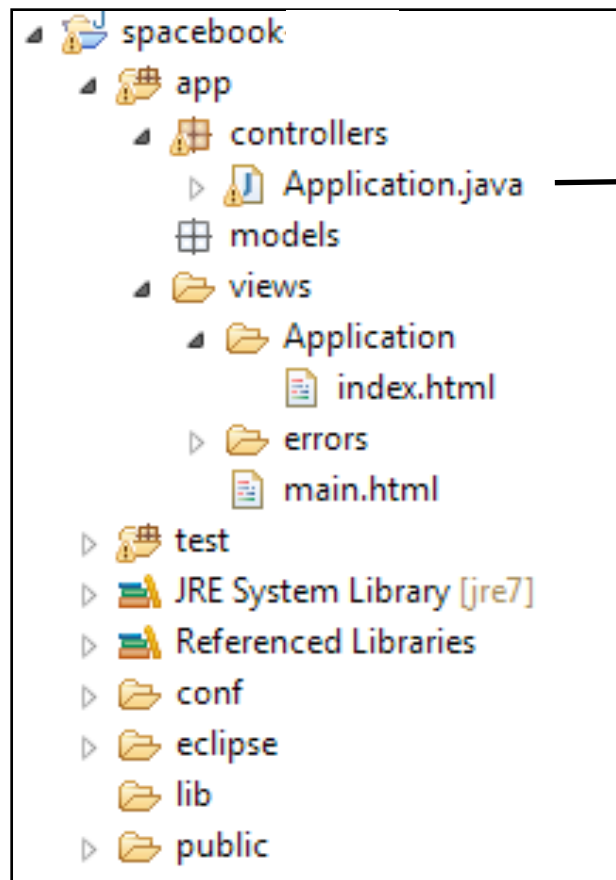 spacebook
app
controllers
Application.java
models
views
Application
index.html
errors
main.html
test
JRE System Library [jre7]
Referenced Libraries
conf
eclipse
lib
public